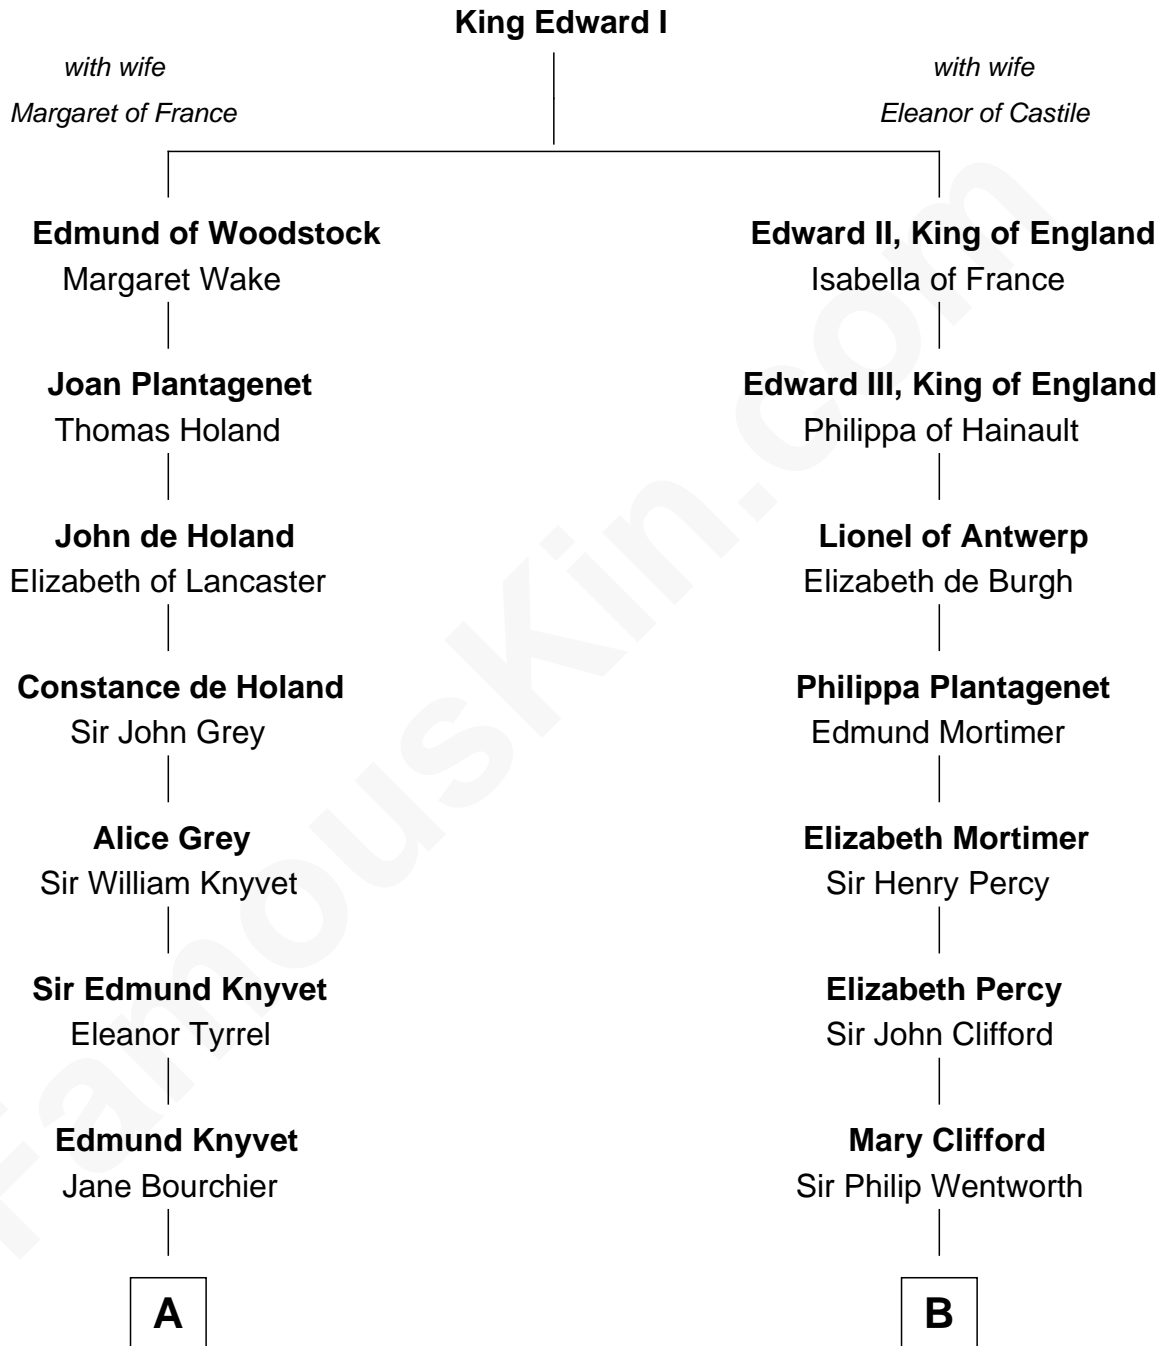 King Edward I
with wife
Margaret of France
with wife
Eleanor of Castile
Edmund of Woodstock
Margaret Wake
Edward II, King of England
Isabella of France
Joan Plantagenet
Thomas Holand
Edward III, King of England
Philippa of Hainault
John de Holand
Elizabeth of Lancaster
Lionel of Antwerp
Elizabeth de Burgh
Constance de Holand
Sir John Grey
Philippa Plantagenet
Edmund Mortimer
Alice Grey
Sir William Knyvet
Elizabeth Mortimer
Sir Henry Percy
Sir Edmund Knyvet
Eleanor Tyrrel
Elizabeth Percy
Sir John Clifford
Edmund Knyvet
Jane Bourchier
Mary Clifford
Sir Philip Wentworth
A
B
FamousKin.com